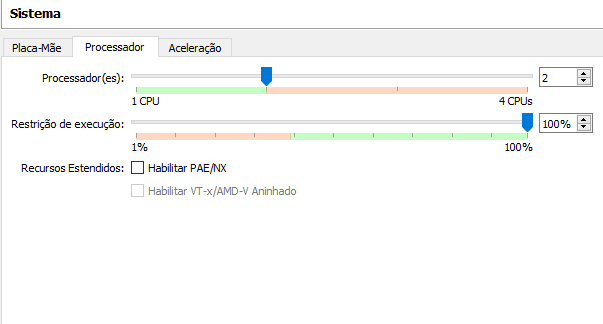 Sistema
Placa-Mãe Processador Aceleração
Processador(es): 2
1 CPU 4 CPUs
Restrição de execução: 100%
1% 100%
Recursos Estendidos: Habilitar PAE/NX
Habilitar VT-x/AMD-V Aninhado